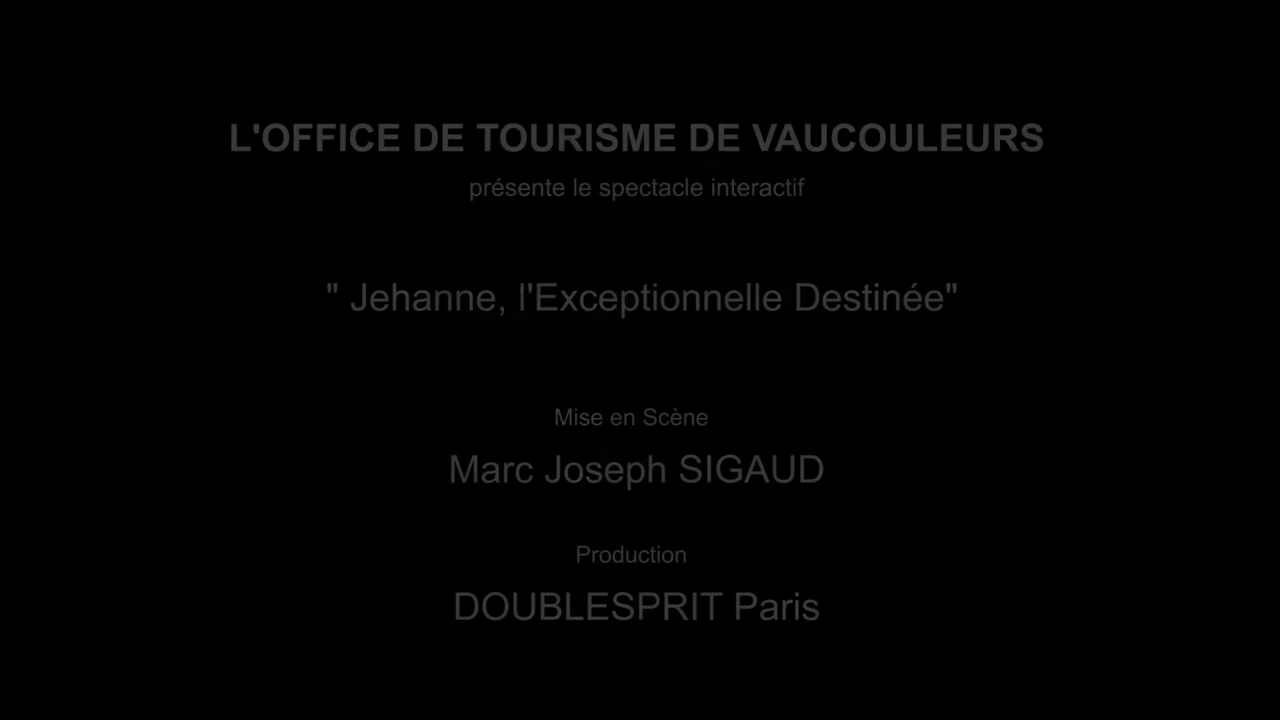 L'OFFICE DE TOURISME DE VAUCOULEURS
présente le spectacle interactif
" Jehanne, l'Exceptionnelle Destinée"
Mise en Scène
Marc Joseph SIGAUD
Production
DOUBLESPRIT Paris